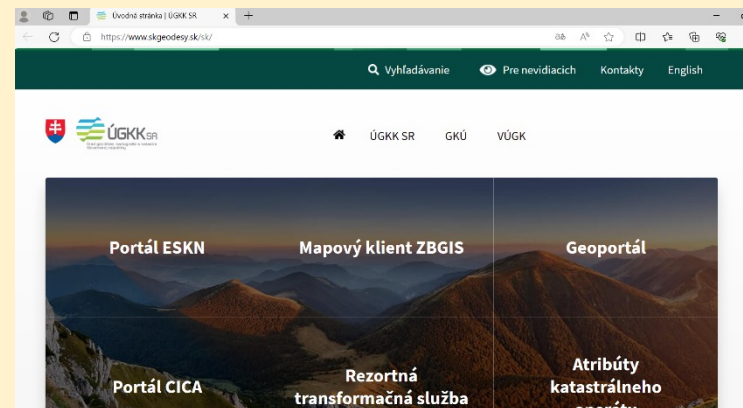 Úvodná stránka | ÚGKK SR
https://www.skgeodesy.sk/sk/
Vyhľadávanie Pre nevidiacich Kontakty English
ÚGKK SR
ÚGKK SR GKÚ VÚGK
Portál ESKN Mapový klient ZBGIS Geoportál
Portál CICA
Rezortná
transformačná služba
Atribúty
katastrálneho
operátu